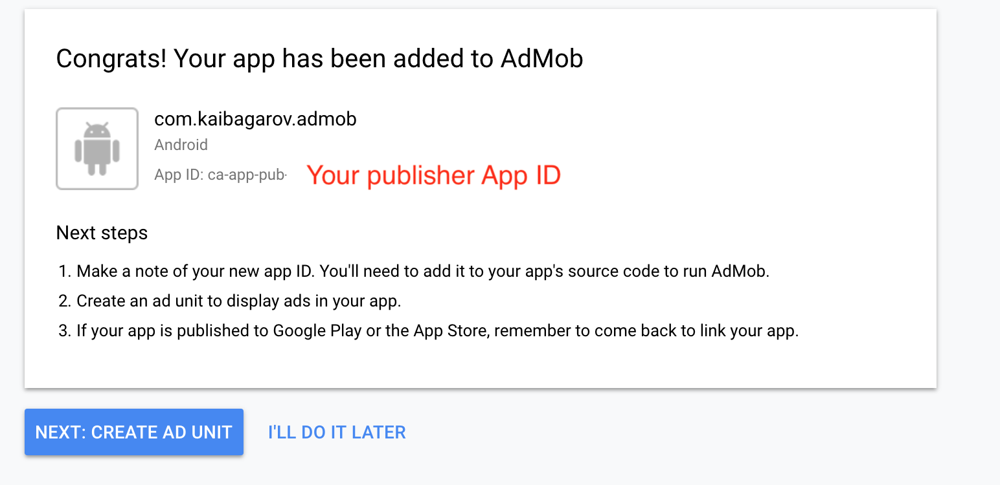 Congrats! Your app has been added to AdMob
com.kaibagarov.admob
Android
App ID: ca-app-pub- Your publisher App ID
Next steps
1. Make a note of your new app ID. You'll need to add it to your app's source code to run AdMob.
2. Create an ad unit to display ads in your app.
3. If your app is published to Google Play or the App Store, remember to come back to link your app.
NEXT: CREATE AD UNIT I'LL DO IT LATER